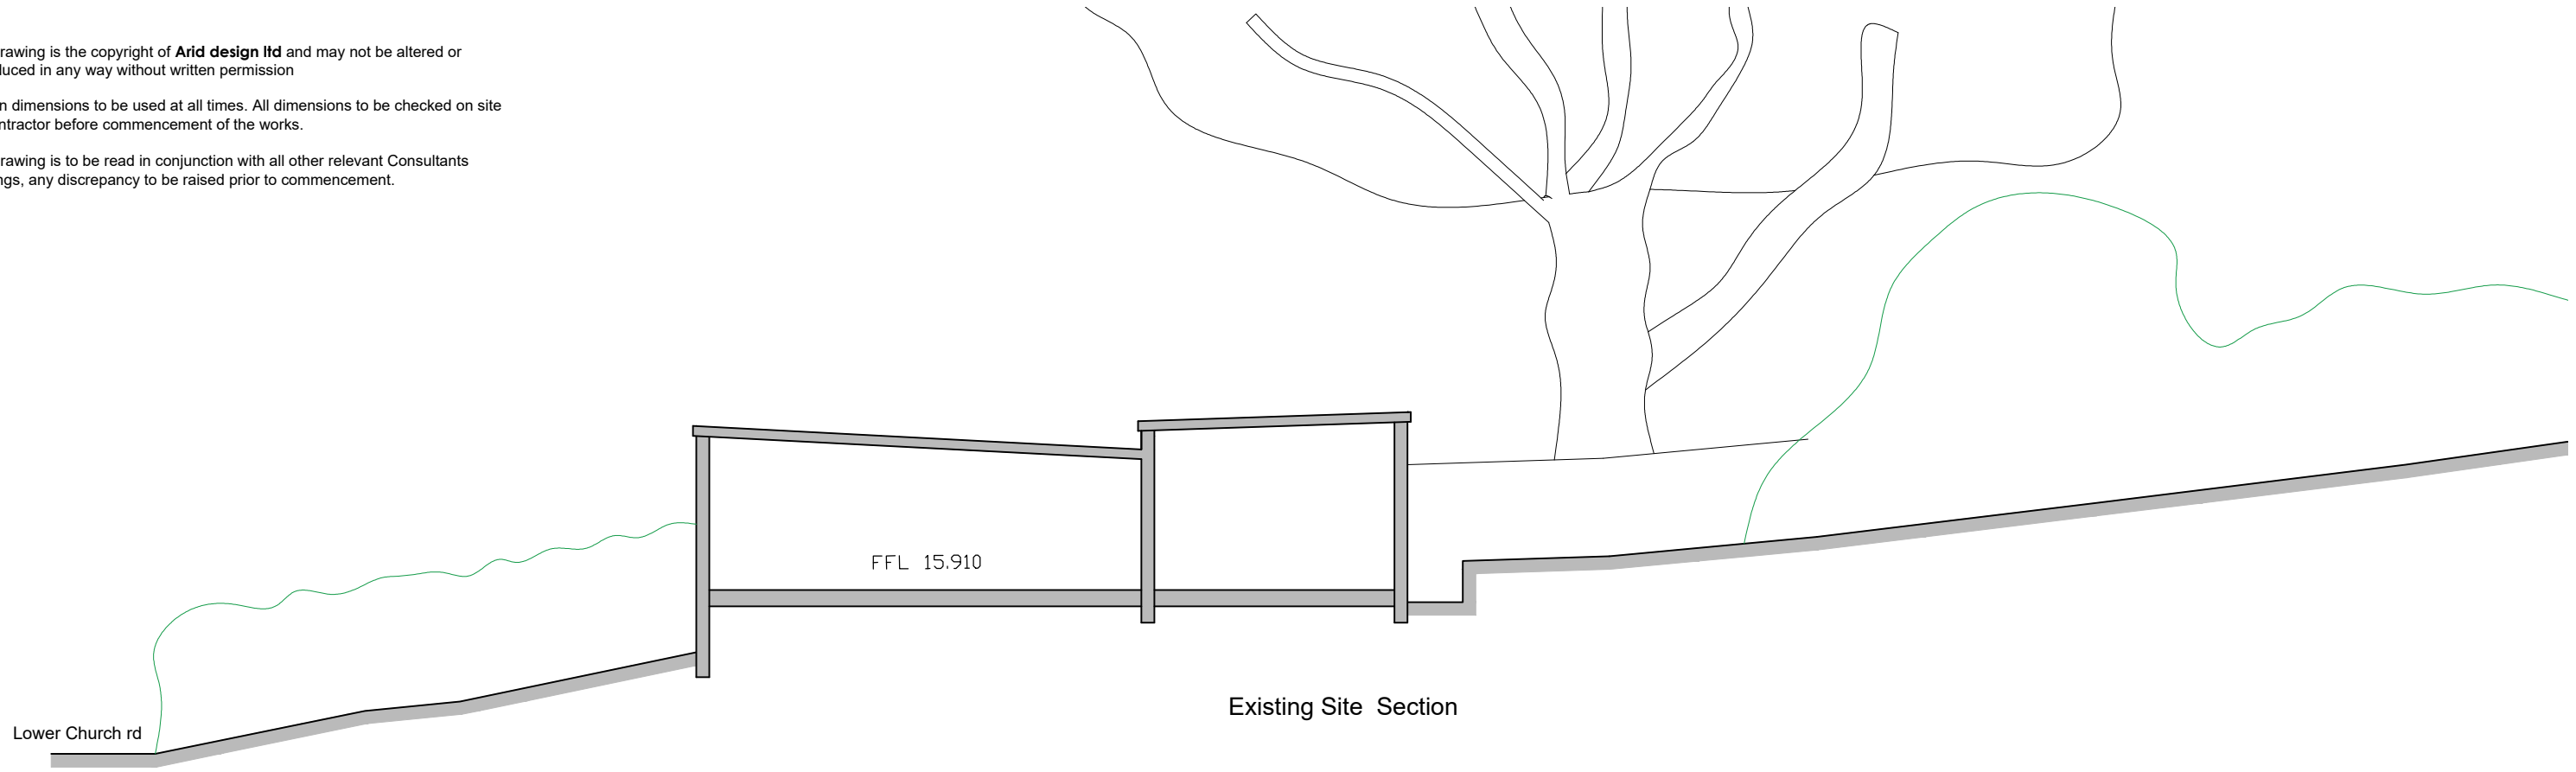 rawing is the copyright of Arid design ltd and may not be altered or
luced in any way without written permission
n dimensions to be used at all times. All dimensions to be checked on site
ntractor before commencement of the works.
rawing is to be read in conjunction with all other relevant Consultants
ngs, any discrepancy to be raised prior to commencement.
FFL 15.910
Existing Site Section
Lower Church rd